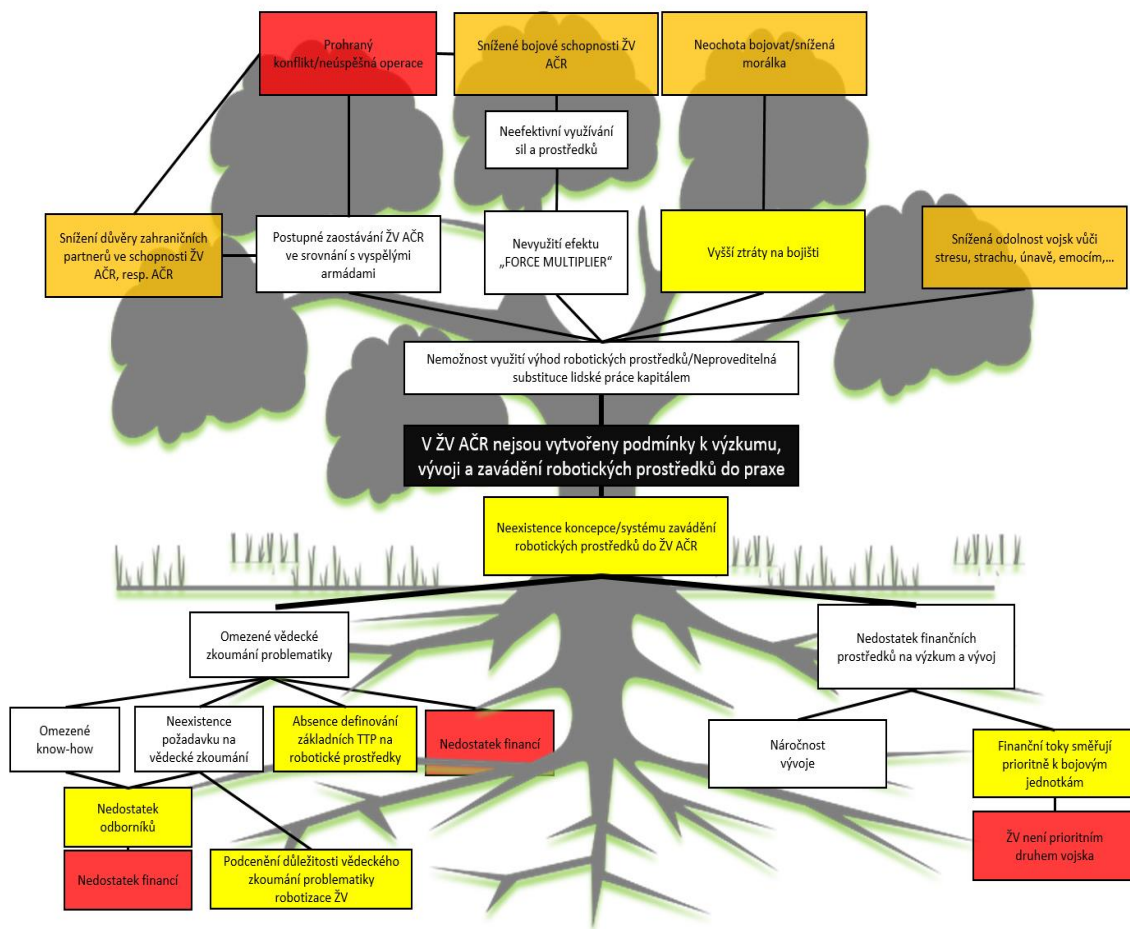 Prohraný
konflikt/neúspěšná operace
Snížené bojové schopnosti ŽV
AČR
Neochota bojovat/snížená
morálka
Neefektivní využívání
sil a prostředků
Snížení důvěry zahraničních
partnerů ve schopnosti ŽV
AČR, resp. AČR
Postupné zaostávání ŽV AČR
ve srovnání s vyspělými
armádami
Nevyužití efektu
„FORCE MULTIPLIER“
Vyšší ztráty na bojišti
Snížená odolnost vojsk vůči
stresu, strachu, únavě, emocím,...
Nemožnost využití výhod robotických prostředků/Neproveditelná
substituce lidské práce kapitálem
V ŽV AČR nejsou vytvořeny podmínky k výzkumu,
vývoji a zavádění robotických prostředků do praxe
Neexistence koncepce/systému zavádění
robotických prostředků do ŽV AČR
Omezené vědecké
zkoumání problematiky
Nedostatek finančních
prostředků na výzkum a vývoj
Omezené
know-how
Neexistence
požadavku na
vědecké zkoumání
Absence definování
základních TTP na
robotické prostředky
Nedostatek financí
Náročnost
vývoje
Finanční toky směřují
prioritně k bojovým
jednotkám
Nedostatek
odborníků
Nedostatek financí
Podcenění důležitosti vědeckého
zkoumání problematiky
robotizace ŽV
ŽV není prioritním
druhem vojska